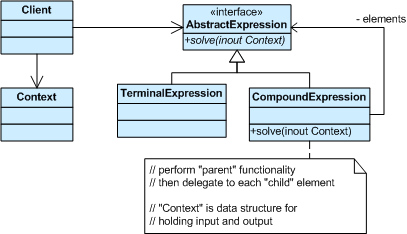 Client
«interface»
AbstractExpression
+solve(inout Context)
- elements
Context
TerminalExpression
CompoundExpression
+solve(inout Context)
// perform "parent" functionality
// then delegate to each "child" element
// "Context" is data structure for
// holding input and output